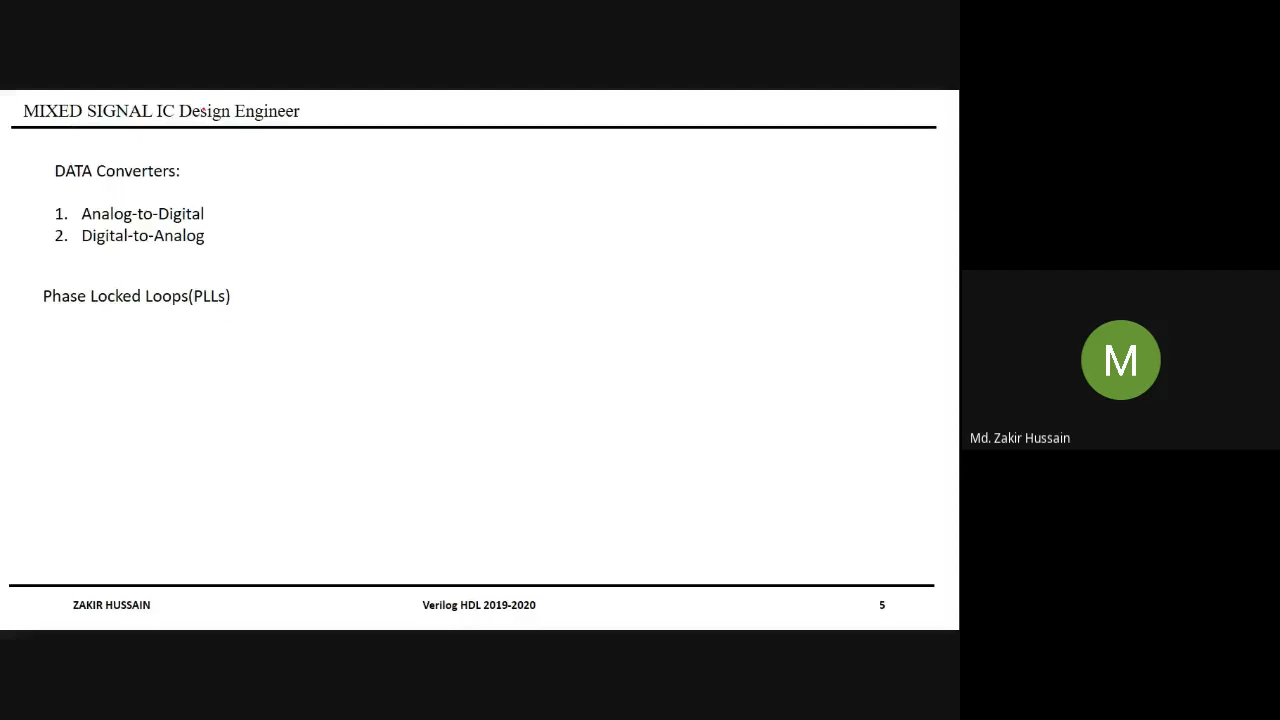 MIXED SIGNAL IC Design Engineer
DATA Converters:
1. Analog-to-Digital
2. Digital-to-Analog
Phase Locked Loops(PLLs)
M
Md. Zakir Hussain
ZAKIR HUSSAIN Verilog HDL 2019-2020 5